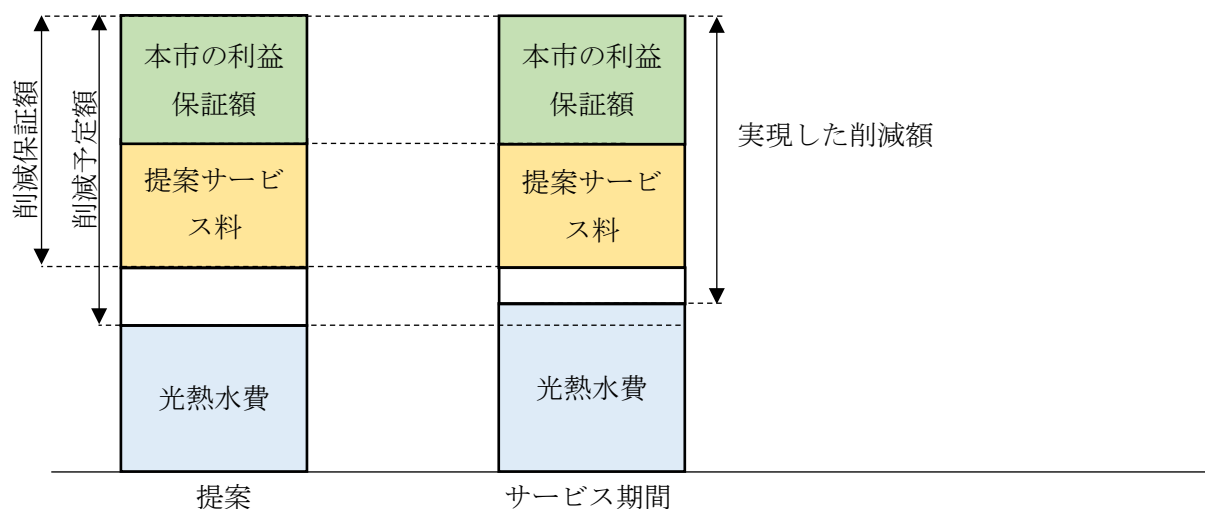 削減保証額
削減予定額
本市の利益
保証額
提案サービ
ス料
光熱水費
提案
本市の利益
保証額
提案サービ
ス料
光熱水費
サービス期間
実現した削減額